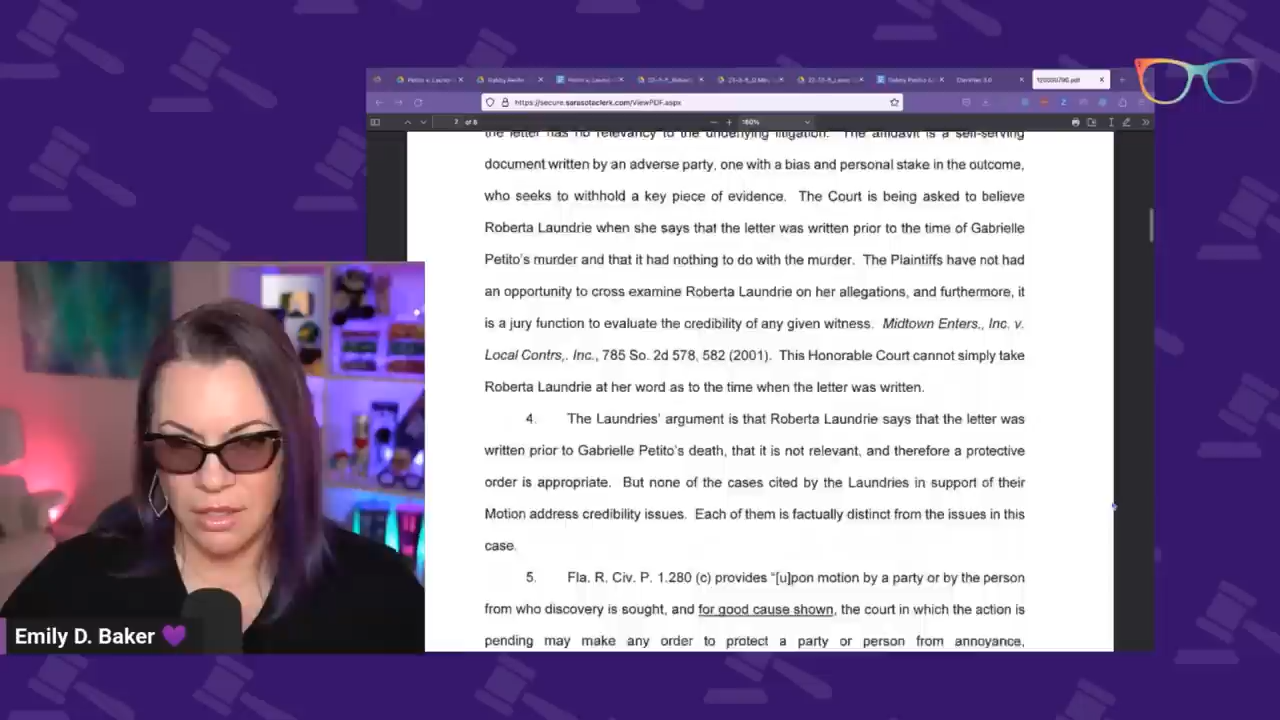 https://secure.sarasotaclerk.com/ViewPDF.aspx
7 of 8
160%
the letter has no relevancy to the underlying litigation. The affidavit is a self-serving
document written by an adverse party, one with a bias and personal stake in the outcome,
who seeks to withhold a key piece of evidence. The Court is being asked to believe
Roberta Laundrie when she says that the letter was written prior to the time of Gabrielle
Petito's murder and that it had nothing to do with the murder. The Plaintiffs have not had
an opportunity to cross examine Roberta Laundrie on her allegations, and furthermore, it
is a jury function to evaluate the credibility of any given witness. Midtown Enters., Inc. v.
Local Contrs,. Inc., 785 So. 2d 578, 582 (2001). This Honorable Court cannot simply take
Roberta Laundrie at her word as to the time when the letter was written.
4. The Laundries' argument is that Roberta Laundrie says that the letter was
written prior to Gabrielle Petito's death, that it is not relevant, and therefore a protective
order is appropriate. But none of the cases cited by the Laundries in support of their
Motion address credibility issues. Each of them is factually distinct from the issues in this
case.
5. Fla. R. Civ. P. 1.280 (c) provides "[u]pon motion by a party or by the person
from who discovery is sought, and for good cause shown, the court in which the action is
pending may make any order to protect a party or person from annoyance,
Emily D. Baker 💜